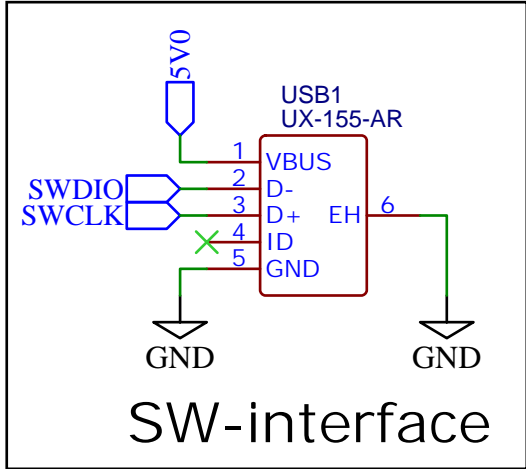 5V0
USB1
UX-155-AR
1 VBUS
SWDIO 2 D-
SWCLK 3 D+ EH 6
4 ID
5 GND
GND GND
SW-interface